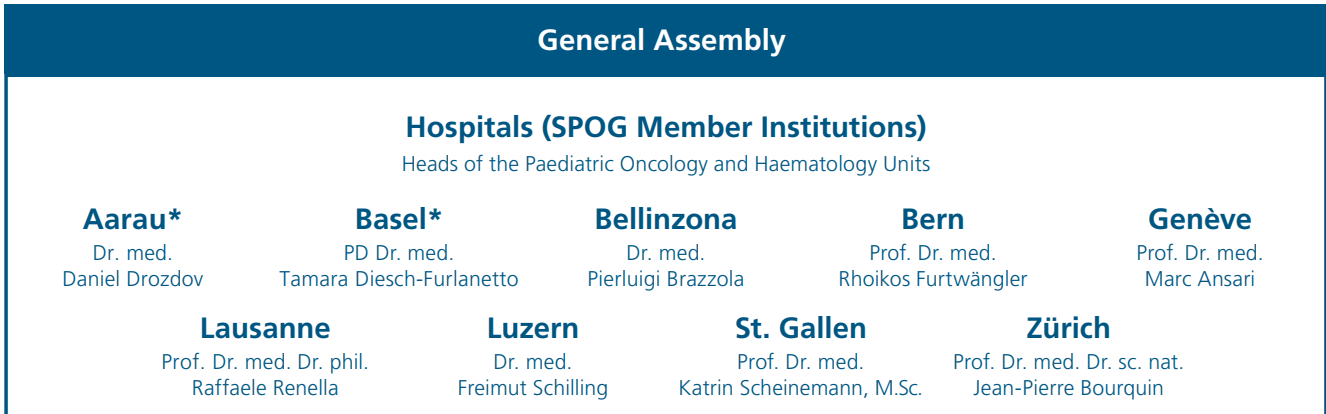 General Assembly
Hospitals (SPOG Member Institutions)
Heads of the Paediatric Oncology and Haematology Units
Aarau*
Dr. med.
Daniel Drozdov
Basel*
PD Dr. med.
Tamara Diesch-Furlanetto
Bellinzona
Dr. med.
Pierluigi Brazzola
Bern
Prof. Dr. med.
Rhoikos Furtwängler
Genève
Prof. Dr. med.
Marc Ansari
Lausanne
Prof. Dr. med. Dr. phil.
Raffaele Renella
Luzern
Dr. med.
Freimut Schilling
St. Gallen
Prof. Dr. med.
Katrin Scheinemann, M.Sc.
Zürich
Prof. Dr. med. Dr. sc. nat.
Jean-Pierre Bourquin